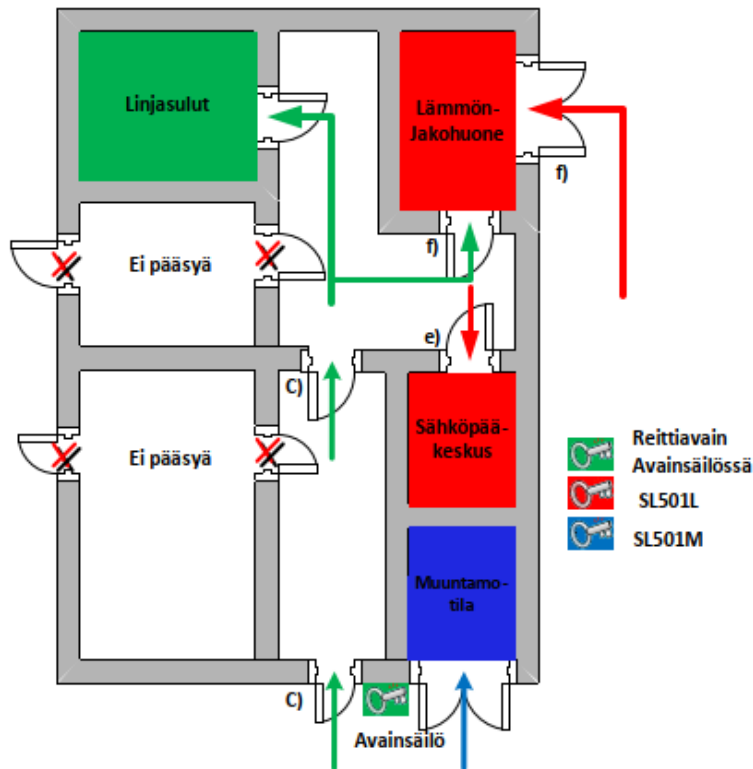 Linjasulut
Lämmön-
Jakohuone
f)
Ei pääsyä
f)
e)
C)
Ei pääsyä
Sähköpää-
keskus
Reittiavain
Avainsäilössä
SL501L
SL501M
Muuntamo-
tila
C)
Avainsäilö